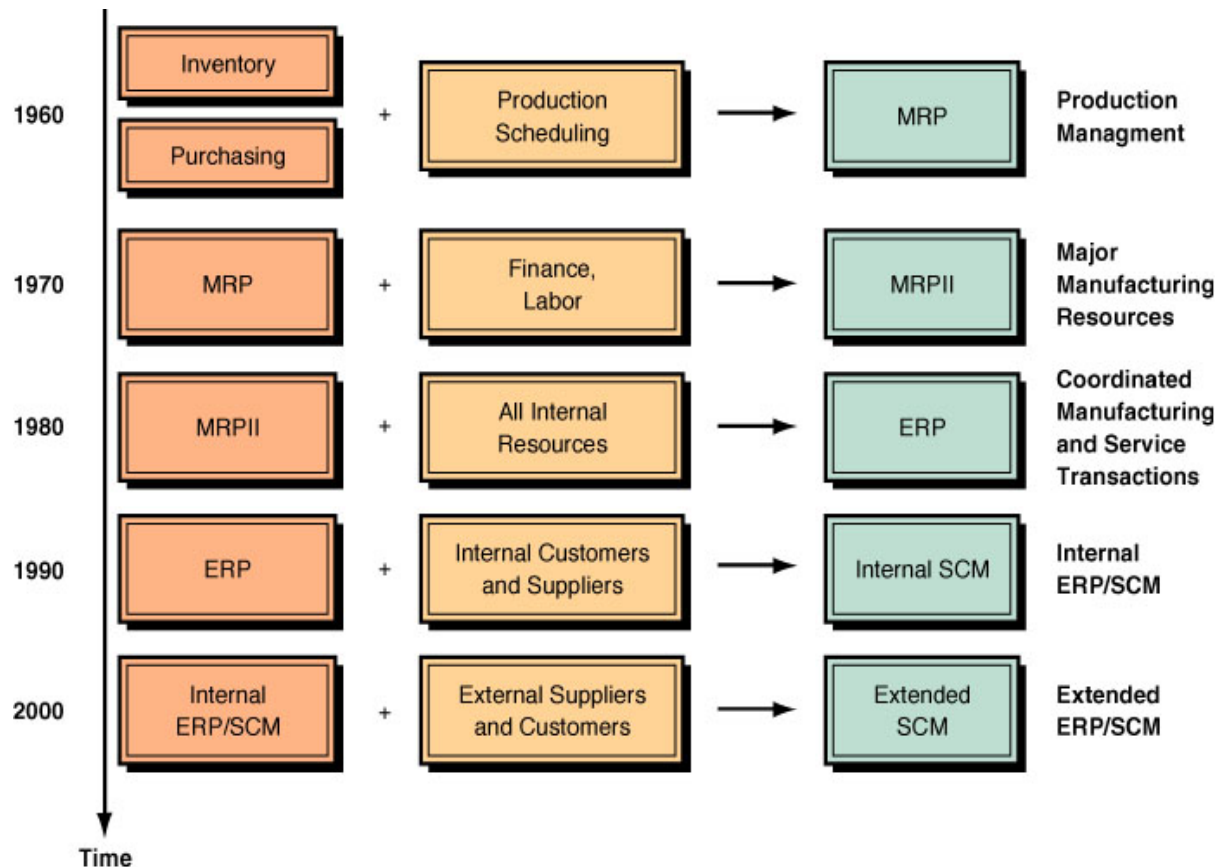 Inventory
1960
Purchasing
+
Production
Scheduling
MRP
Production
Managment
1970
MRP
+
Finance,
Labor
MRPII
Major
Manufacturing
Resources
1980
MRPII
+
All Internal
Resources
ERP
Coordinated
Manufacturing
and Service
Transactions
1990
ERP
+
Internal Customers
and Suppliers
Internal SCM
Internal
ERP/SCM
2000
Internal
ERP/SCM
+
External Suppliers
and Customers
Extended
SCM
Extended
ERP/SCM
Time